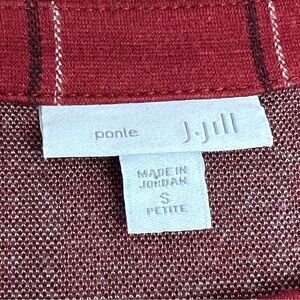 ponte J.Jill
MADE IN
JORDAN
S
PETITE